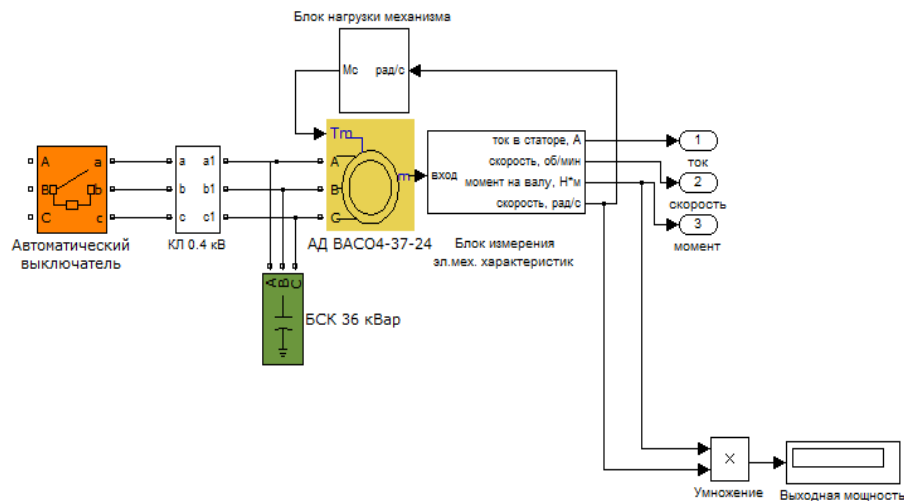 Блок нагрузки механизма
Мс рад/с
Tm
A a
B b
C c
a a1
b b1
c c1
A
B
C
m
вход
ток в статоре, А
скорость, об/мин
момент на валу, Н*м
скорость, рад/с
1
ток
2
скорость
3
момент
Автоматический
выключатель
КЛ 0.4 кВ
АД ВАСО4-37-24
Блок измерения
эл.мех. характеристик
A B C
БСК 36 кВар
X
Умножение
Выходная мощность